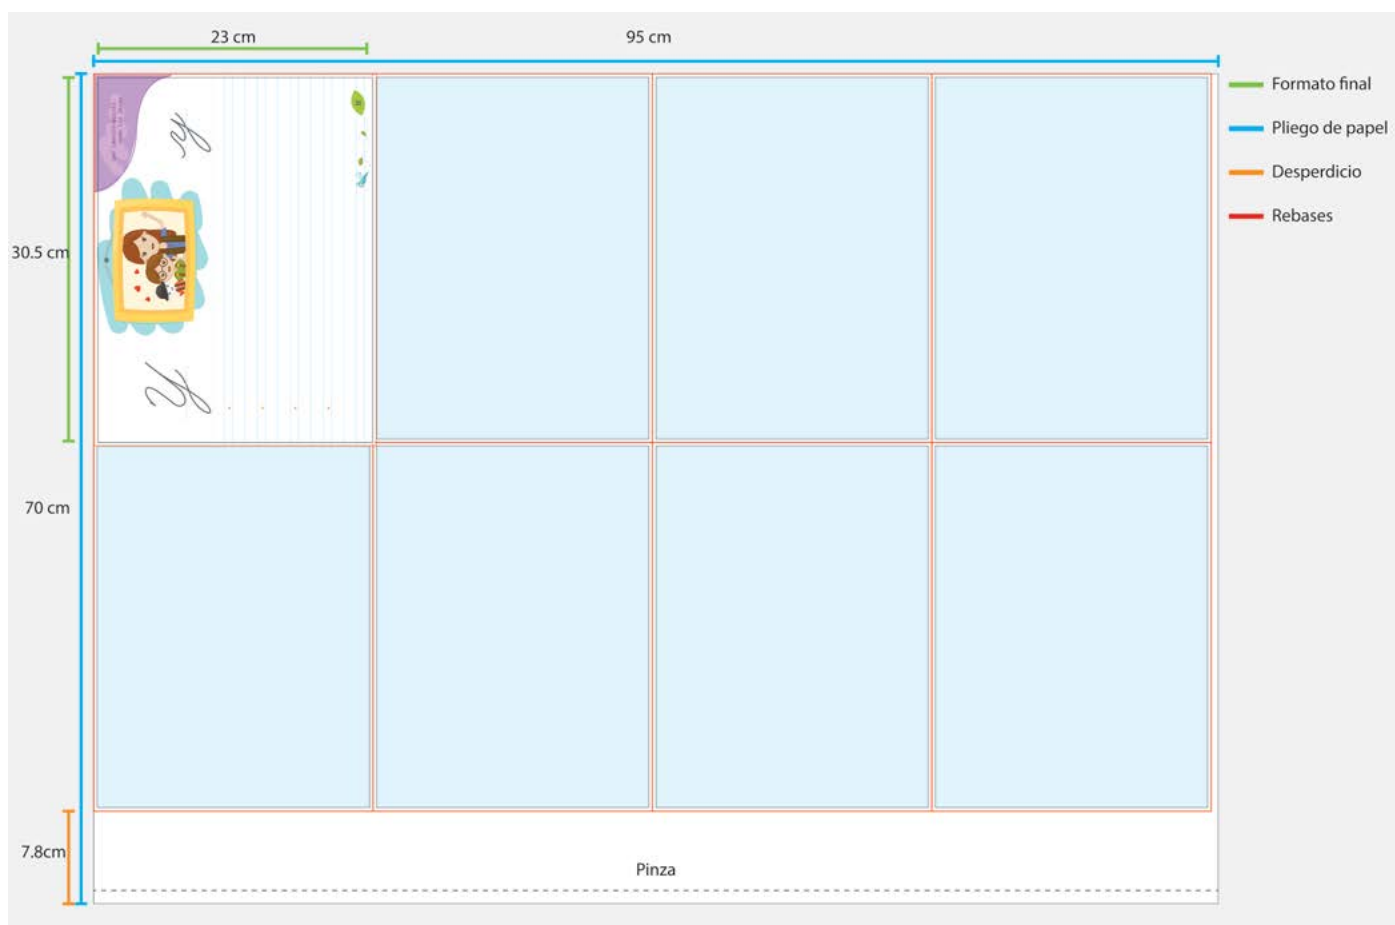 23 cm
95 cm
Formato final
Pliego de papel
Desperdicio
Rebases
y
30.5 cm
Y
70 cm
7.8cm
Pinza